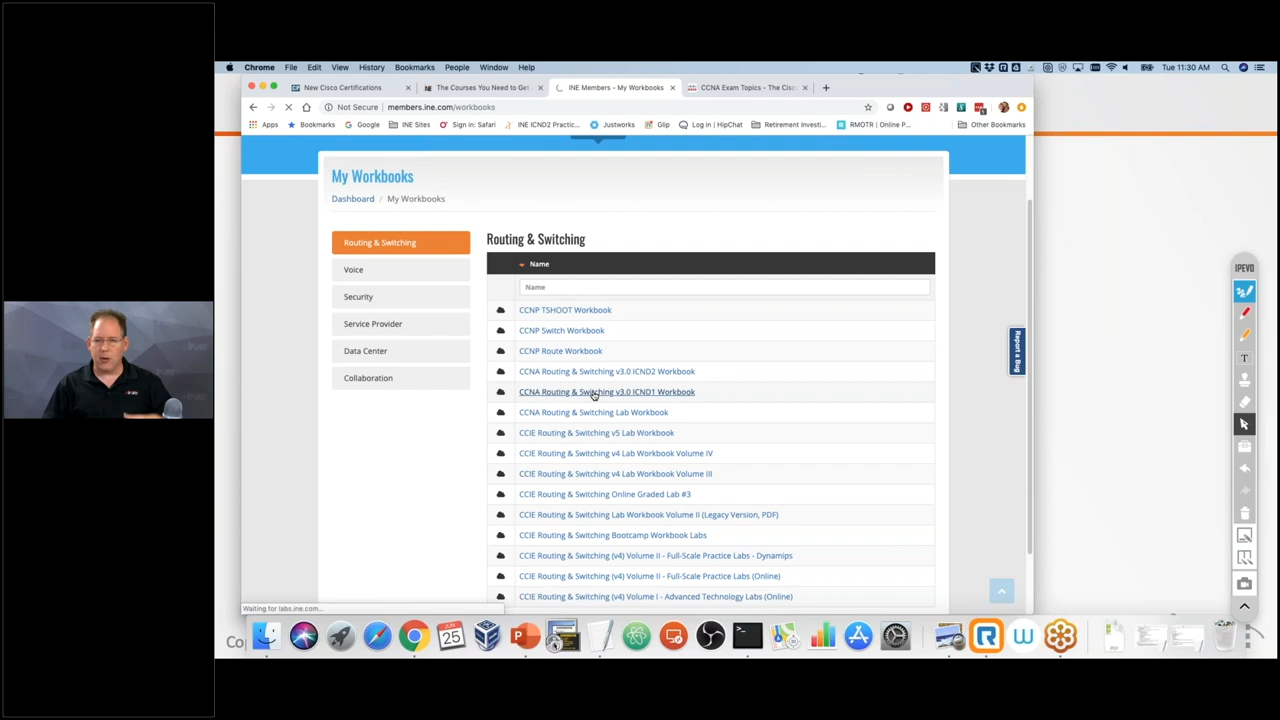 Chrome File Edit View History Bookmarks People Window Help
Tue 11:30 AM
New Cisco Certifications
The Courses You Need to Get
INE Members - My Workbooks
CCNA Exam Topics - The Cisc
Not Secure members.ine.com/workbooks
Apps Bookmarks Google INE Sites Sign in: Safari INE ICND2 Practic... Justworks Glip Log in | HipChat Retirement Investi... RMOTR | Online P... Other Bookmarks
My Workbooks
Dashboard / My Workbooks
Routing & Switching
Voice
Security
Service Provider
Data Center
Collaboration
Routing & Switching
Name
Name
CCNP TSHOOT Workbook
CCNP Switch Workbook
CCNP Route Workbook
CCNA Routing & Switching v3.0 ICND2 Workbook
CCNA Routing & Switching v3.0 ICND1 Workbook
CCNA Routing & Switching Lab Workbook
CCIE Routing & Switching v5 Lab Workbook
CCIE Routing & Switching v4 Lab Workbook Volume IV
CCIE Routing & Switching v4 Lab Workbook Volume III
CCIE Routing & Switching Online Graded Lab #3
CCIE Routing & Switching Lab Workbook Volume II (Legacy Version, PDF)
CCIE Routing & Switching Bootcamp Workbook Labs
CCIE Routing & Switching (v4) Volume II - Full-Scale Practice Labs - Dynamips
CCIE Routing & Switching (v4) Volume II - Full-Scale Practice Labs (Online)
CCIE Routing & Switching (v4) Volume I - Advanced Technology Labs (Online)
Waiting for labs.ine.com...
Report a Bug
IPEVO
T
Co
JUN
25